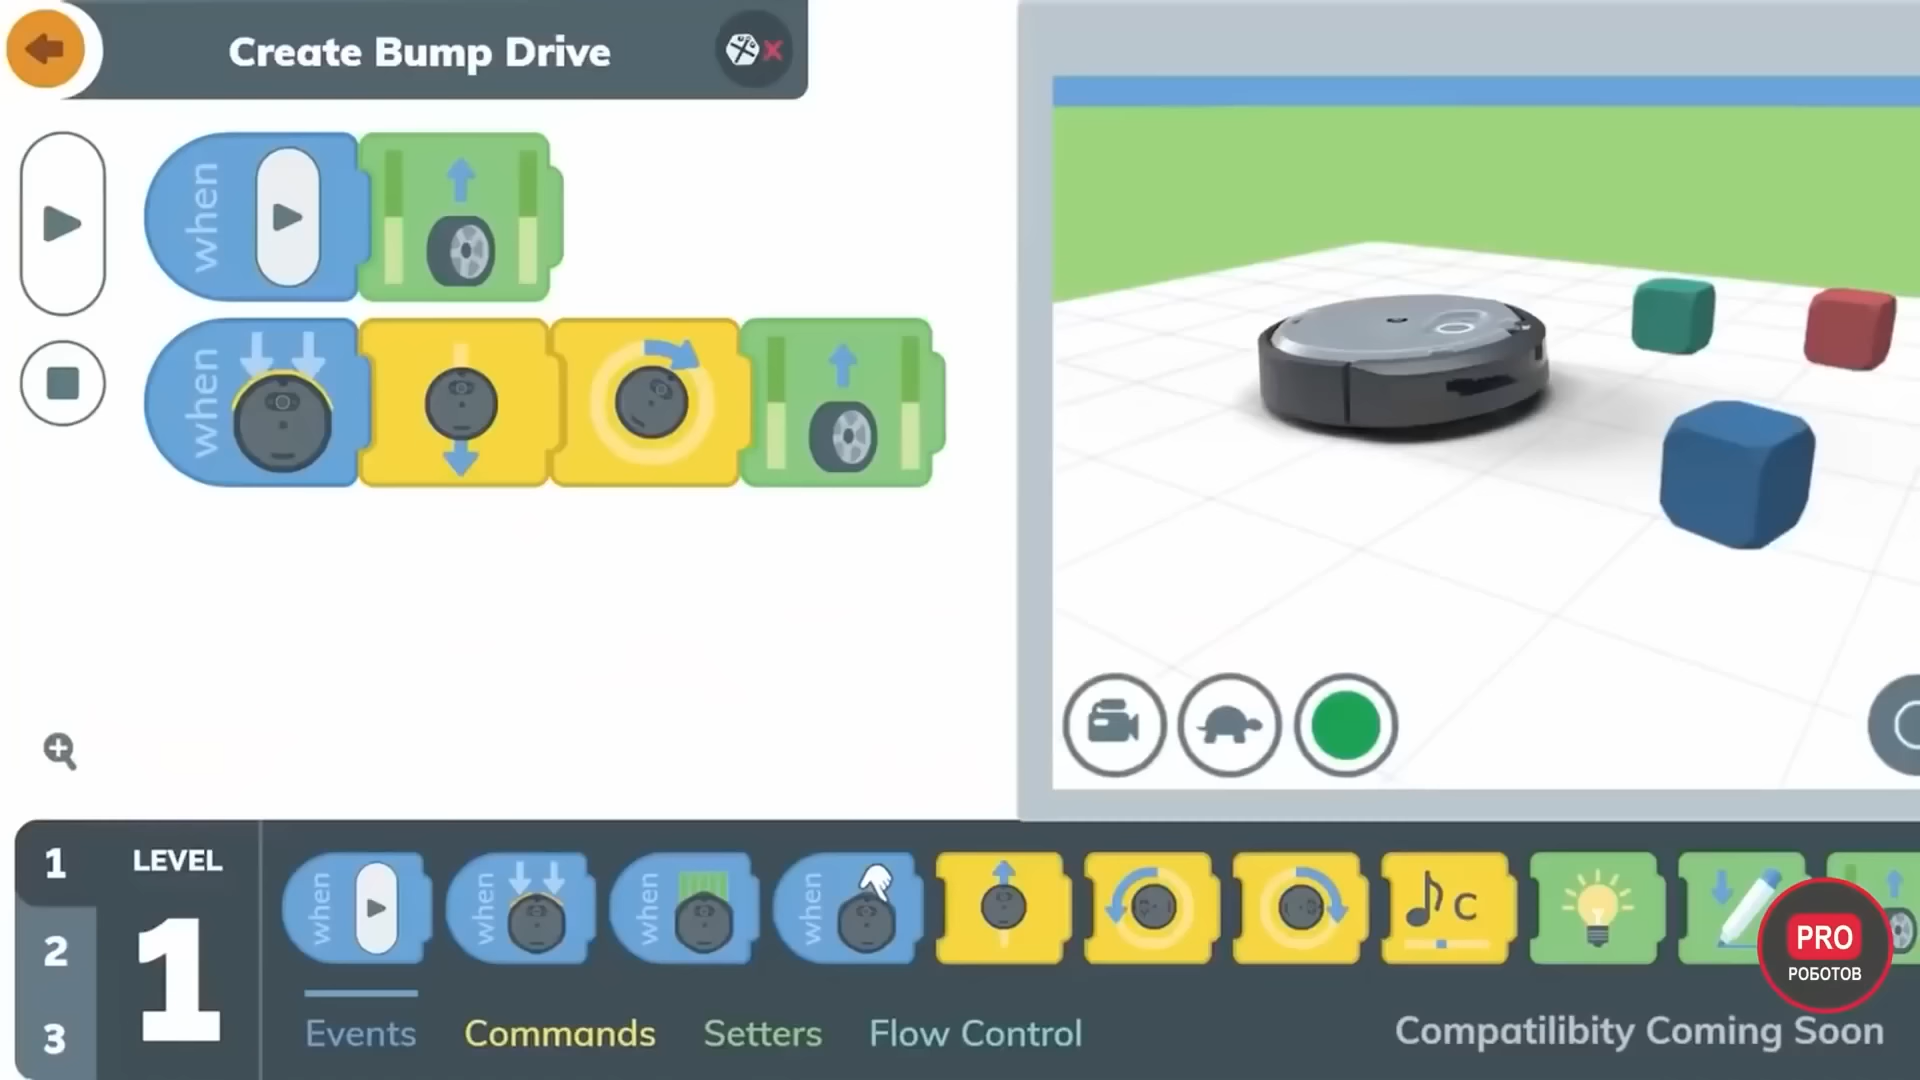 Create Bump Drive
when
when
1
2
3
LEVEL
1
when
when
when
when
C
Events
Commands
Setters
Flow Control
Compatilibity Coming Soon
PRO
РОБОТОВ